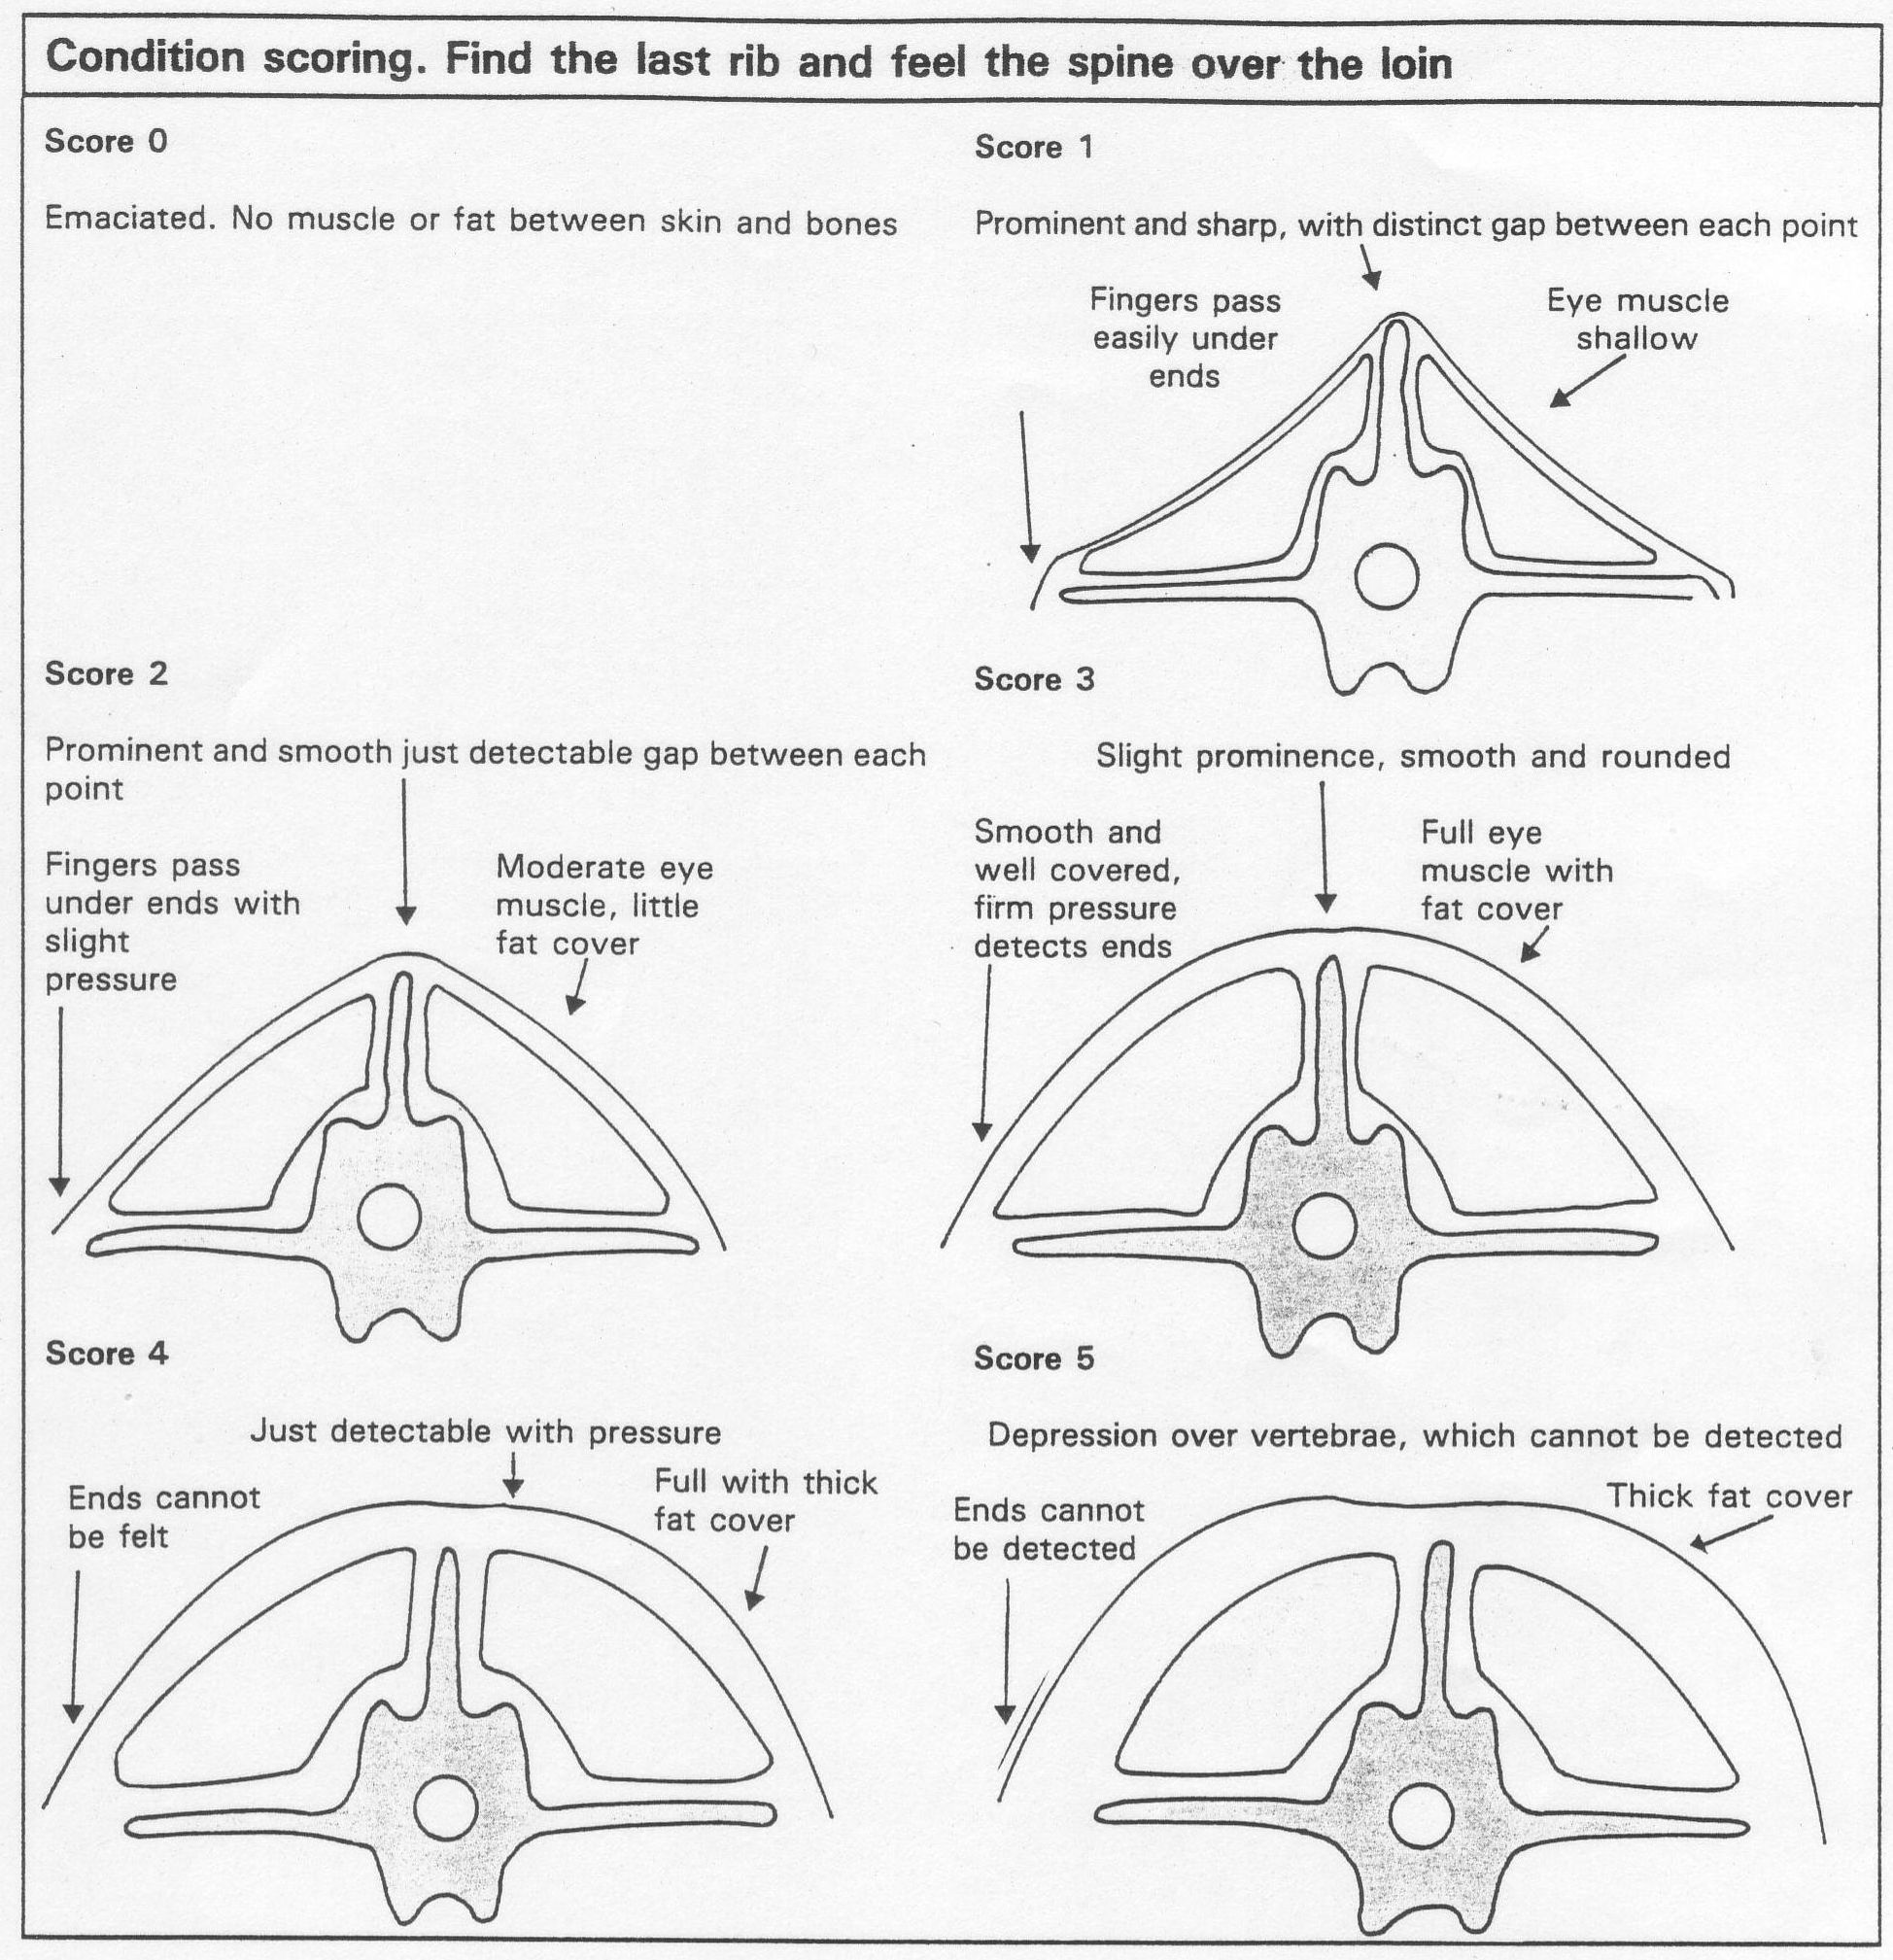 Condition scoring. Find the last rib and feel the spine over the loin
Score 0
Emaciated. No muscle or fat between skin and bones
Score 1
Prominent and sharp, with distinct gap between each point
Fingers pass
easily under
ends
Eye muscle
shallow
Score 2
Prominent and smooth just detectable gap between each
point
Fingers pass
under ends with
slight
pressure
Moderate eye
muscle, little
fat cover
Score 3
Slight prominence, smooth and rounded
Smooth and
well covered,
firm pressure
detects ends
Full eye
muscle with
fat cover
Score 4
Just detectable with pressure
Ends cannot
be felt
Full with thick
fat cover
Score 5
Depression over vertebrae, which cannot be detected
Ends cannot
be detected
Thick fat cover